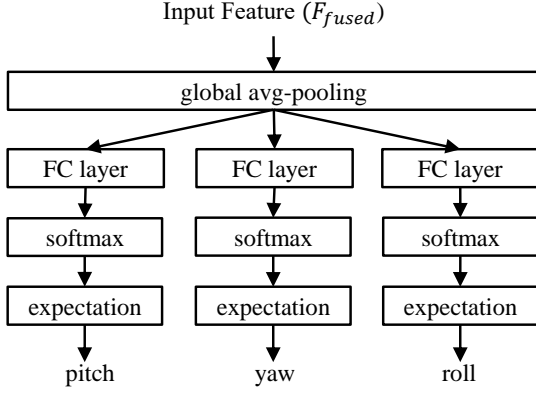 Input Feature (F_fused)
global avg-pooling
FC layer FC layer FC layer
softmax softmax softmax
expectation expectation expectation
pitch yaw roll